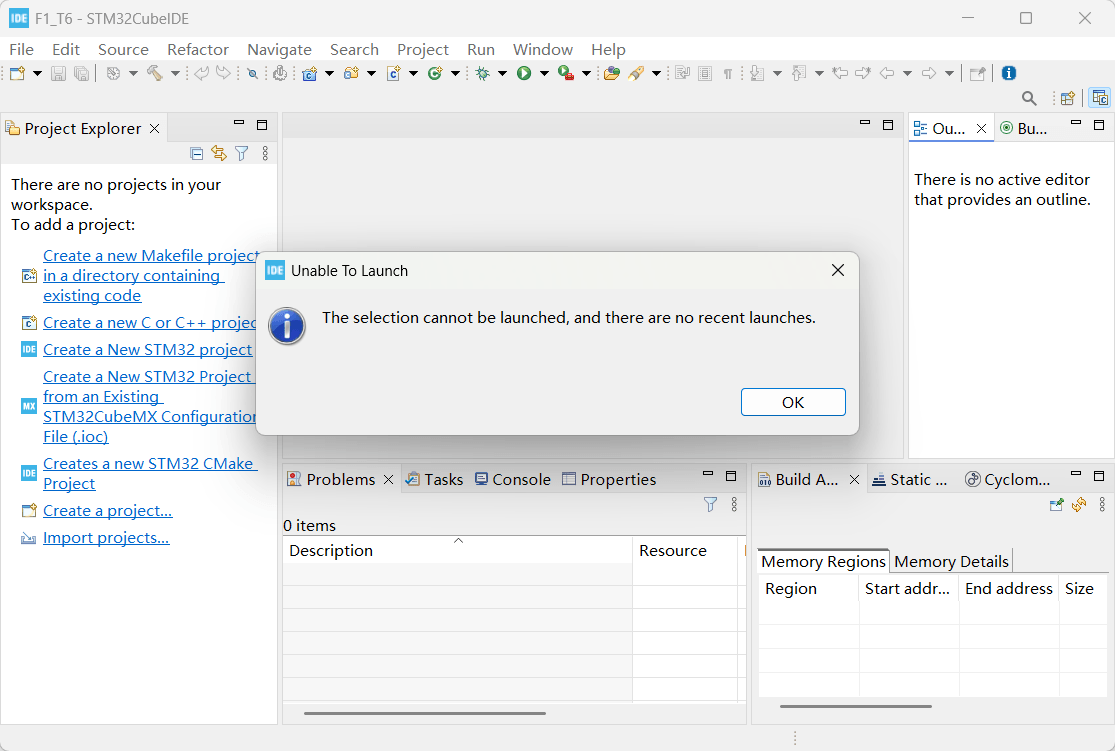 IDE F1_T6 - STM32CubeIDE
File Edit Source Refactor Navigate Search Project Run Window Help
Project Explorer
There are no projects in your
workspace.
To add a project:
Create a new Makefile project
in a directory containing
existing code
Create a new C or C++ projec
IDE Create a New STM32 project
Create a New STM32 Project
MX from an Existing
STM32CubeMX Configuration
File (.ioc)
IDE Creates a new STM32 CMake
Project
Create a project...
Import projects...
Ou... Bu...
There is no active editor
that provides an outline.
IDE Unable To Launch
The selection cannot be launched, and there are no recent launches.
OK
Problems Tasks Console Properties
0 items
Description Resource
Build A... Static ... Cyclom...
Memory Regions Memory Details
Region Start addr... End address Size